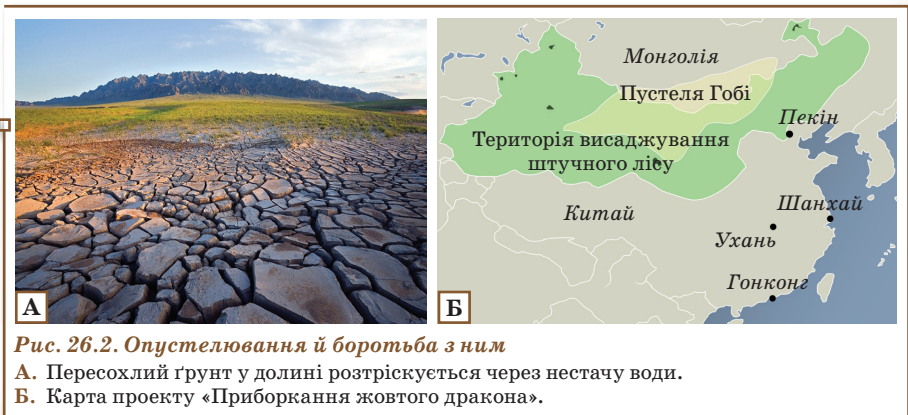 Монголія
Пустеля Гобі
Пекін
Територія висаджування
штучного лісу
Китай
Шанхай
Ухань
Гонконг
А
Б
Рис. 26.2. Опустелювання й боротьба з ним
А. Пересохлий ґрунт у долині розтріскується через нестачу води.
Б. Карта проекту «Приборкання жовтого дракона».